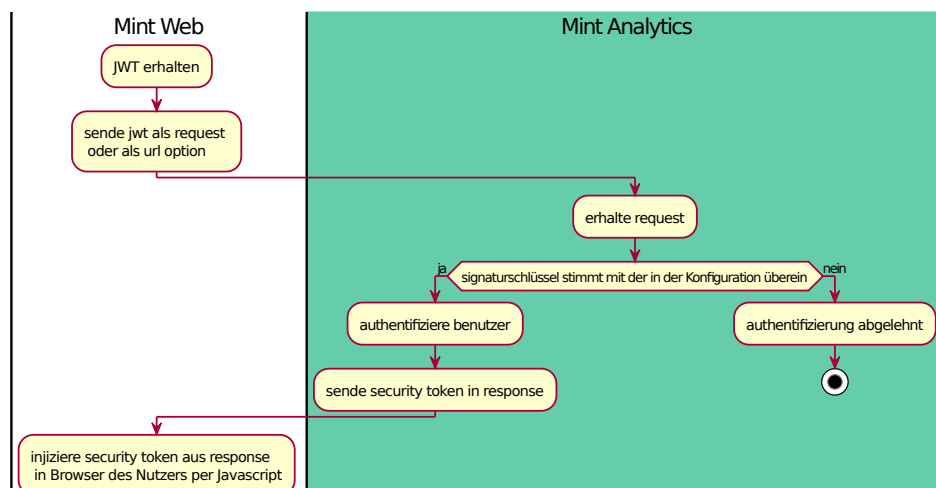 Mint Web
Mint Analytics
JWT erhalten
sende jwt als request
oder als url option
erhalte request
ja
signaturschlüssel stimmt mit der in der Konfiguration überein
nein
authentifiziere benutzer
authentifizierung abgelehnt
sende security token in response
injiziere security token aus response
in Browser des Nutzers per Javascript